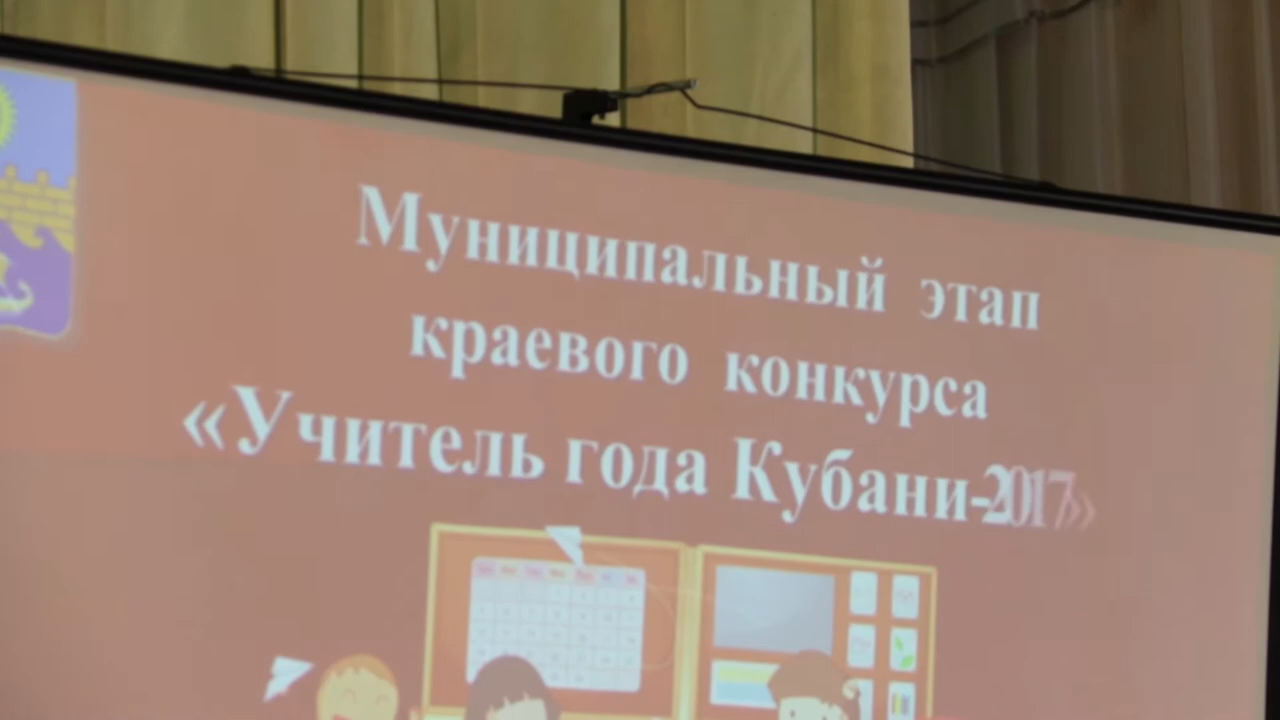 Муниципальный этап
краевого конкурса
«Учитель года Кубани-2017»